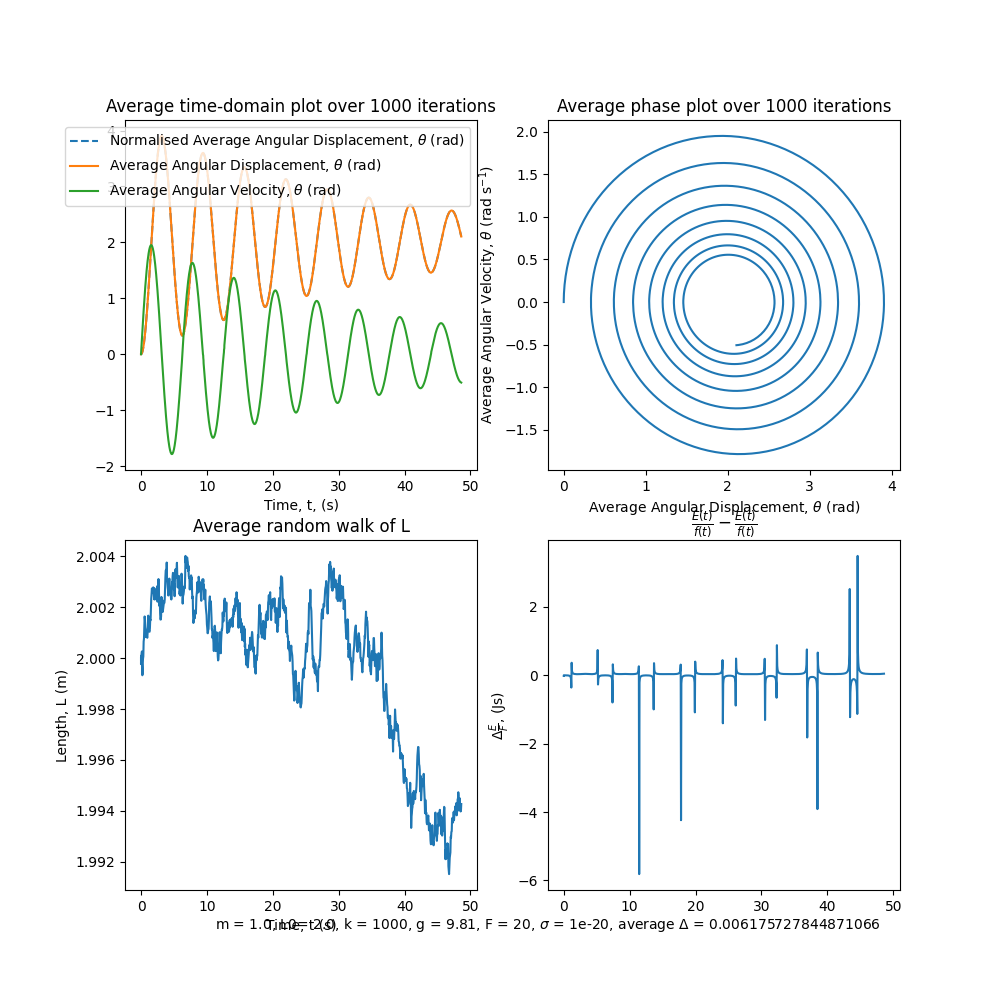 Average time-domain plot over 1000 iterations
Normalised Average Angular Displacement, θ (rad)
Average Angular Displacement, θ (rad)
Average Angular Velocity, θ̇ (rad)
4
2
1
0
−1
−2
0 10 20 30 40 50
Time, t, (s)
Average phase plot over 1000 iterations
Average Angular Velocity, θ̇ (rad s⁻¹)
2.0
1.5
1.0
0.5
0.0
−0.5
−1.0
−1.5
0 1 2 3 4
Average Angular Displacement, θ (rad)
Average random walk of L
Length, L (m)
2.004
2.002
2.000
1.998
1.996
1.994
1.992
0 10 20 30 40 50
Time, t (s)
E(t)/f(t) − E(t)/f(t)
Δ E/F, (Js)
2
0
−2
−4
−6
0 10 20 30 40 50
m = 1.0, L0 = 2.0, k = 1000, g = 9.81, F = 20, σ = 1e-20, average Δ = 0.006175727844871066